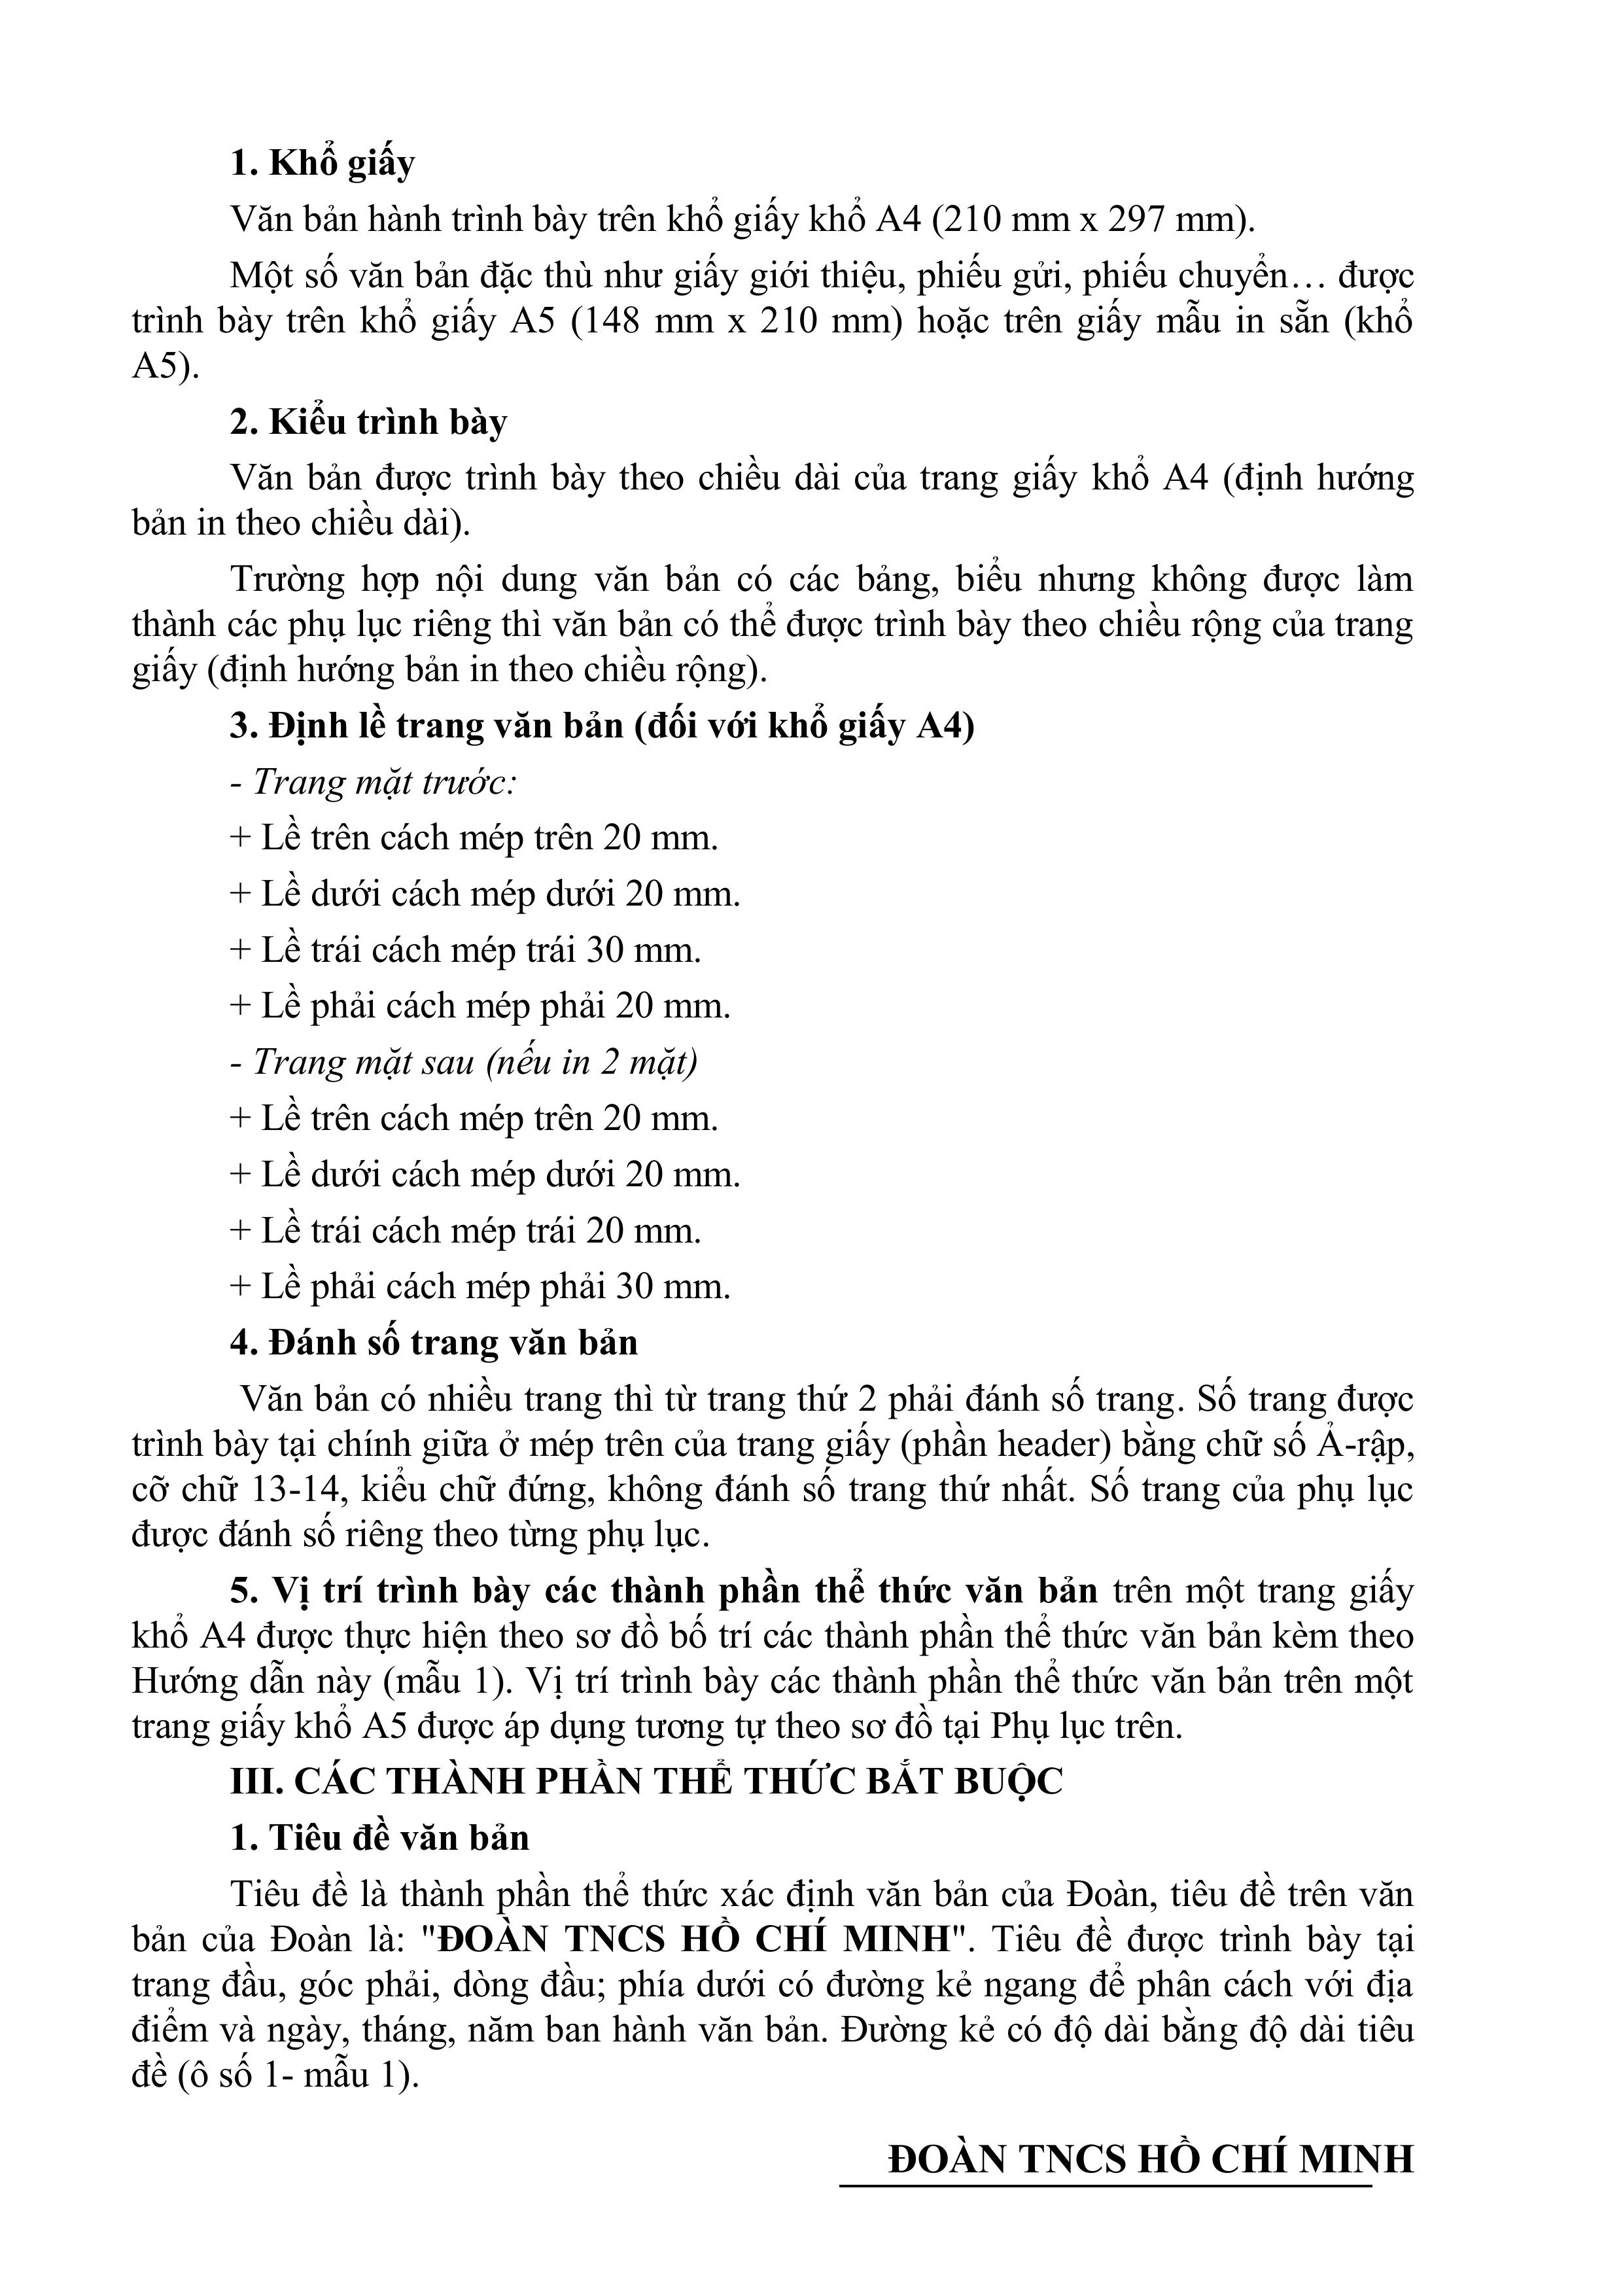 1. Khổ giấy
Văn bản hành trình bày trên khổ giấy khổ A4 (210 mm x 297 mm).
Một số văn bản đặc thù như giấy giới thiệu, phiếu gửi, phiếu chuyển… được
trình bày trên khổ giấy A5 (148 mm x 210 mm) hoặc trên giấy mẫu in sẵn (khổ
A5).
2. Kiểu trình bày
Văn bản được trình bày theo chiều dài của trang giấy khổ A4 (định hướng
bản in theo chiều dài).
Trường hợp nội dung văn bản có các bảng, biểu nhưng không được làm
thành các phụ lục riêng thì văn bản có thể được trình bày theo chiều rộng của trang
giấy (định hướng bản in theo chiều rộng).
3. Định lề trang văn bản (đối với khổ giấy A4)
- Trang mặt trước:
+ Lề trên cách mép trên 20 mm.
+ Lề dưới cách mép dưới 20 mm.
+ Lề trái cách mép trái 30 mm.
+ Lề phải cách mép phải 20 mm.
- Trang mặt sau (nếu in 2 mặt)
+ Lề trên cách mép trên 20 mm.
+ Lề dưới cách mép dưới 20 mm.
+ Lề trái cách mép trái 20 mm.
+ Lề phải cách mép phải 30 mm.
4. Đánh số trang văn bản
Văn bản có nhiều trang thì từ trang thứ 2 phải đánh số trang. Số trang được
trình bày tại chính giữa ở mép trên của trang giấy (phần header) bằng chữ số Ả-rập,
cỡ chữ 13-14, kiểu chữ đứng, không đánh số trang thứ nhất. Số trang của phụ lục
được đánh số riêng theo từng phụ lục.
5. Vị trí trình bày các thành phần thể thức văn bản trên một trang giấy
khổ A4 được thực hiện theo sơ đồ bố trí các thành phần thể thức văn bản kèm theo
Hướng dẫn này (mẫu 1). Vị trí trình bày các thành phần thể thức văn bản trên một
trang giấy khổ A5 được áp dụng tương tự theo sơ đồ tại Phụ lục trên.
III. CÁC THÀNH PHẦN THỂ THỨC BẮT BUỘC
1. Tiêu đề văn bản
Tiêu đề là thành phần thể thức xác định văn bản của Đoàn, tiêu đề trên văn
bản của Đoàn là: "ĐOÀN TNCS HỒ CHÍ MINH". Tiêu đề được trình bày tại
trang đầu, góc phải, dòng đầu; phía dưới có đường kẻ ngang để phân cách với địa
điểm và ngày, tháng, năm ban hành văn bản. Đường kẻ có độ dài bằng độ dài tiêu
đề (ô số 1- mẫu 1).
ĐOÀN TNCS HỒ CHÍ MINH